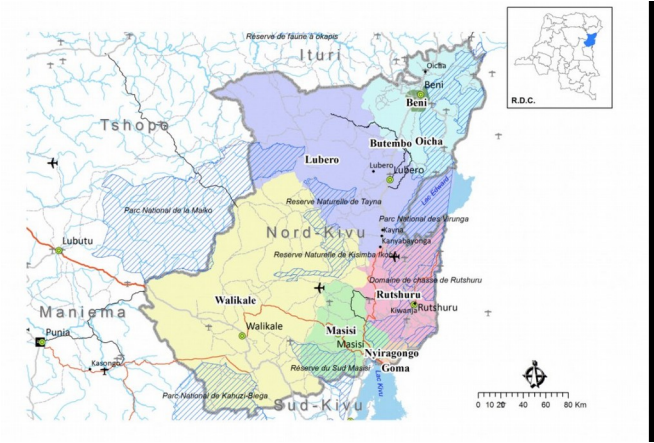 Réserve de faune à okapis
Ituri
R.D.C.
Oicha
Beni
Beni
Tshopo
Butembo
Oicha
Lubero
Lubero
Lubero
Lac Edward
Parc National de la Maiko
Reserve Naturelle de Tayna
Parc National des Virunga
Nord-Kivu
Kayna
Kanyabayonga
Lubutu
Reserve Naturelle de Kisimba Ikobo
Domaine de chasse de Rutshuru
Walikale
Rutshuru
Kiwanja
Rutshuru
Maniema
Masisi
Walikale
Punia
Masisi
Nyiragongo
Kasongo
Réserve du Sud Masisi
Goma
Lac Kivu
Parc National de Kahuzi-Biega
Sud-Kivu
0 10 20 40 60 80 Km